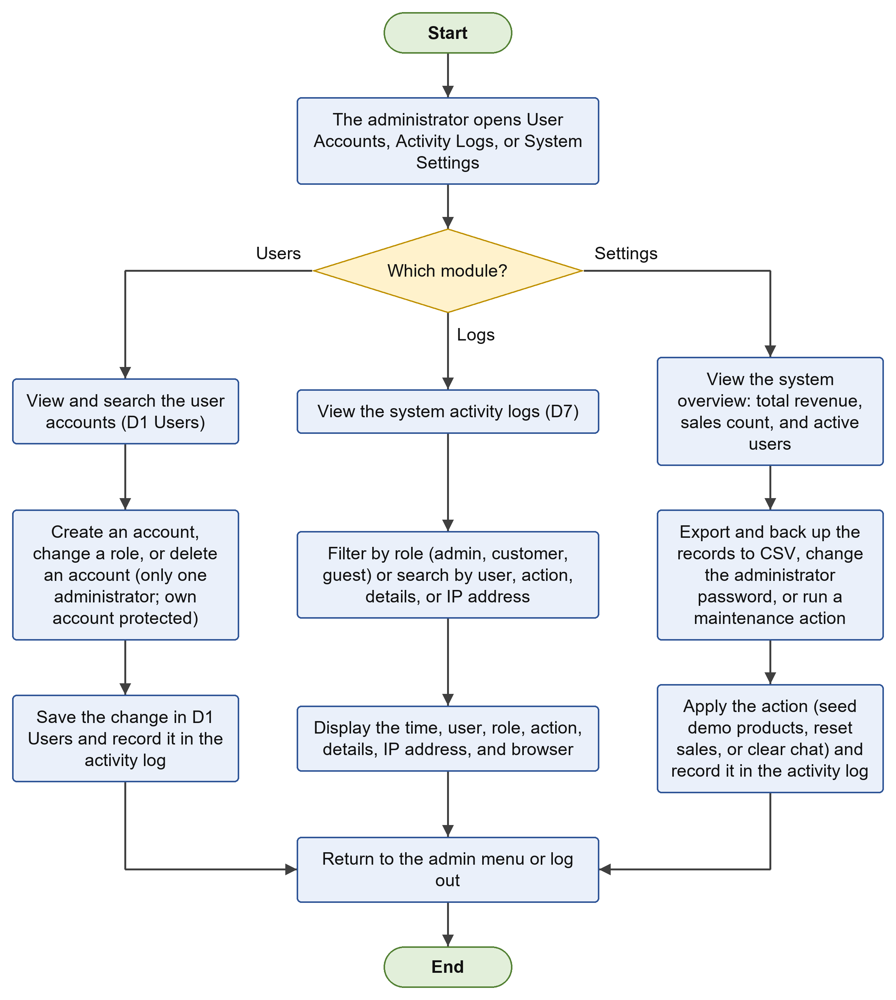 Start
The administrator opens User
Accounts, Activity Logs, or System
Settings
Which module?
Users
Logs
Settings
View and search the user
accounts (D1 Users)
Create an account,
change a role, or delete
an account (only one
administrator; own
account protected)
Save the change in D1
Users and record it in the
activity log
View the system activity logs (D7)
Filter by role (admin, customer,
guest) or search by user, action,
details, or IP address
Display the time, user, role, action,
details, IP address, and browser
View the system
overview: total revenue,
sales count, and active
users
Export and back up the
records to CSV, change
the administrator
password, or run a
maintenance action
Apply the action (seed
demo products, reset
sales, or clear chat) and
record it in the activity log
Return to the admin menu or log
out
End